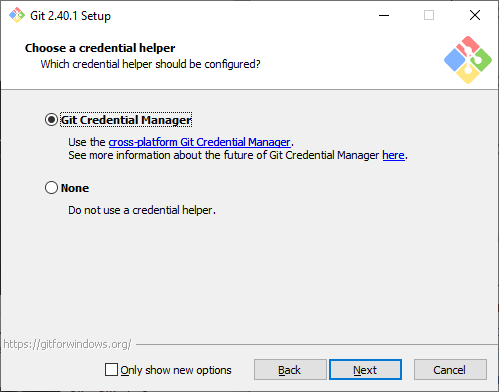 Git 2.40.1 Setup
Choose a credential helper
Which credential helper should be configured?
Git Credential Manager
Use the cross-platform Git Credential Manager.
See more information about the future of Git Credential Manager here.
None
Do not use a credential helper.
https://gitforwindows.org/
Only show new options
Back
Next
Cancel